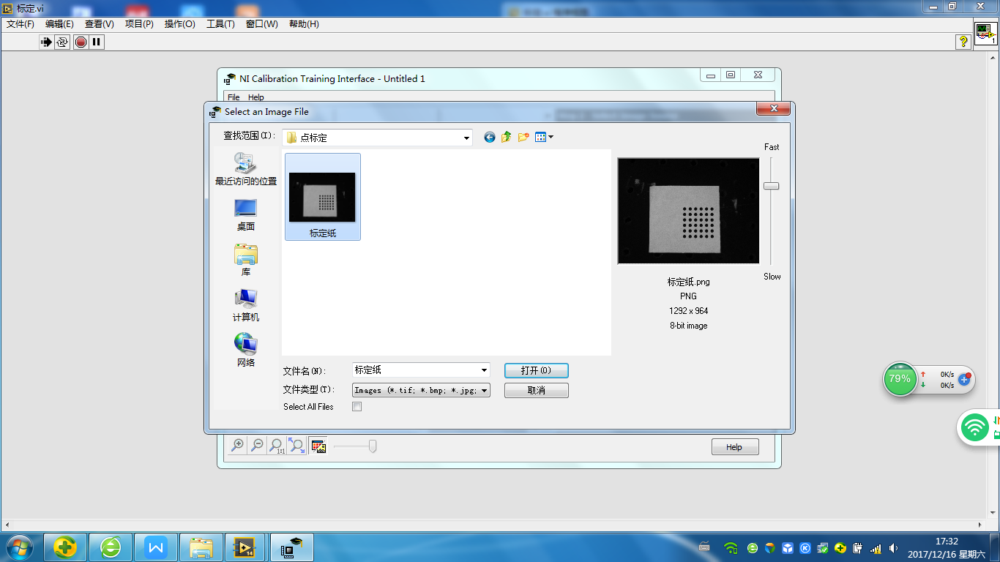 标定.vi
文件(F) 编辑(E) 查看(V) 项目(P) 操作(O) 工具(T) 窗口(W) 帮助(H)
1
NI Calibration Training Interface - Untitled 1
File Help
Select an Image File
查找范围(I): 点标定
最近访问的位置
桌面
库
计算机
网络
标定纸
Fast
Slow
标定纸.png
PNG
1292 x 964
8-bit image
文件名(N): 标定纸 打开(O)
文件类型(T): Images (*.tif; *.bmp; *.jpg; 取消
Select All Files
1:1
Help
79%
0K/s
0K/s
14
17:32
2017/12/16 星期六